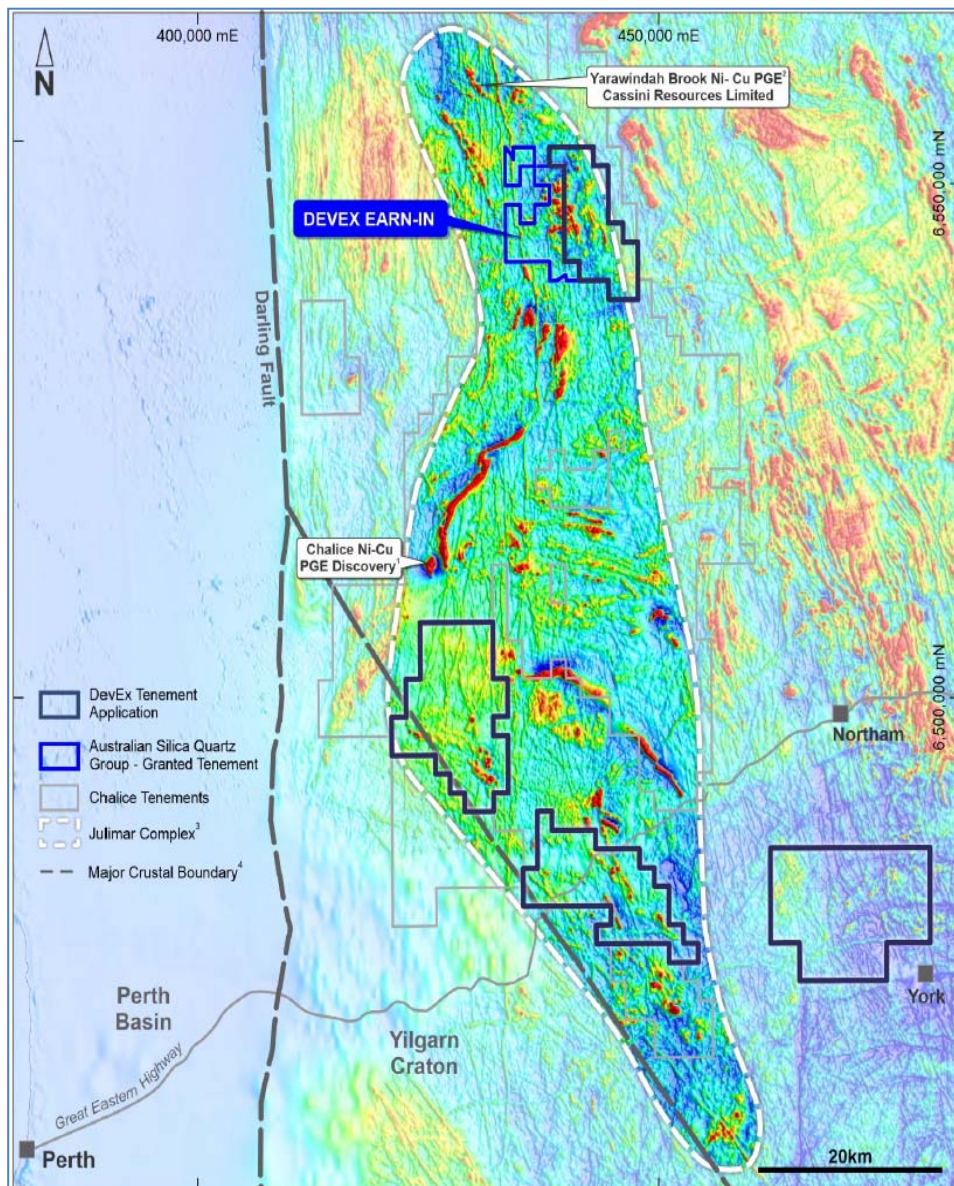 400,000 mE
450,000 mE
N
Yarawindah Brook Ni- Cu PGE²
Cassini Resources Limited
6,550,000 mN
DEVEX EARN-IN
Darling Fault
Chalice Ni-Cu
PGE Discovery¹
DevEx Tenement
Application
Australian Silica Quartz
Group - Granted Tenement
Chalice Tenements
Julimar Complex³
Major Crustal Boundary⁴
6,500,000 mN
Northam
York
Perth
Basin
Yilgarn
Craton
Great Eastern Highway
Perth
20km